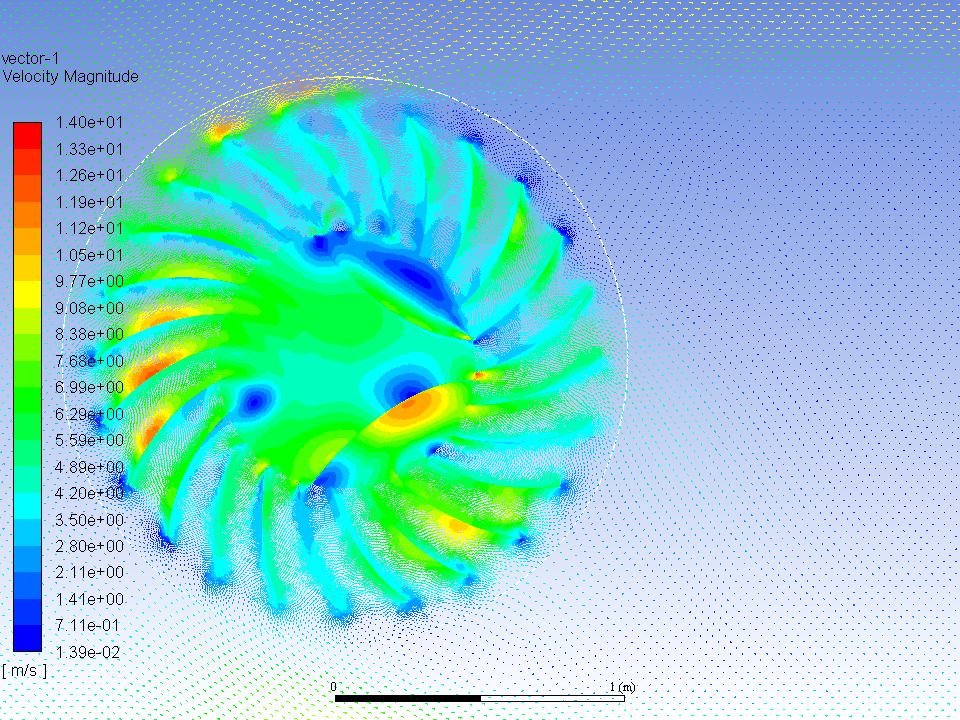 vector-1
Velocity Magnitude
1.40e+01
1.33e+01
1.26e+01
1.19e+01
1.12e+01
1.05e+01
9.77e+00
9.08e+00
8.38e+00
7.68e+00
6.99e+00
6.29e+00
5.59e+00
4.89e+00
4.20e+00
3.50e+00
2.80e+00
2.11e+00
1.41e+00
7.11e-01
1.39e-02
[ m/s ]
0 1 (m)